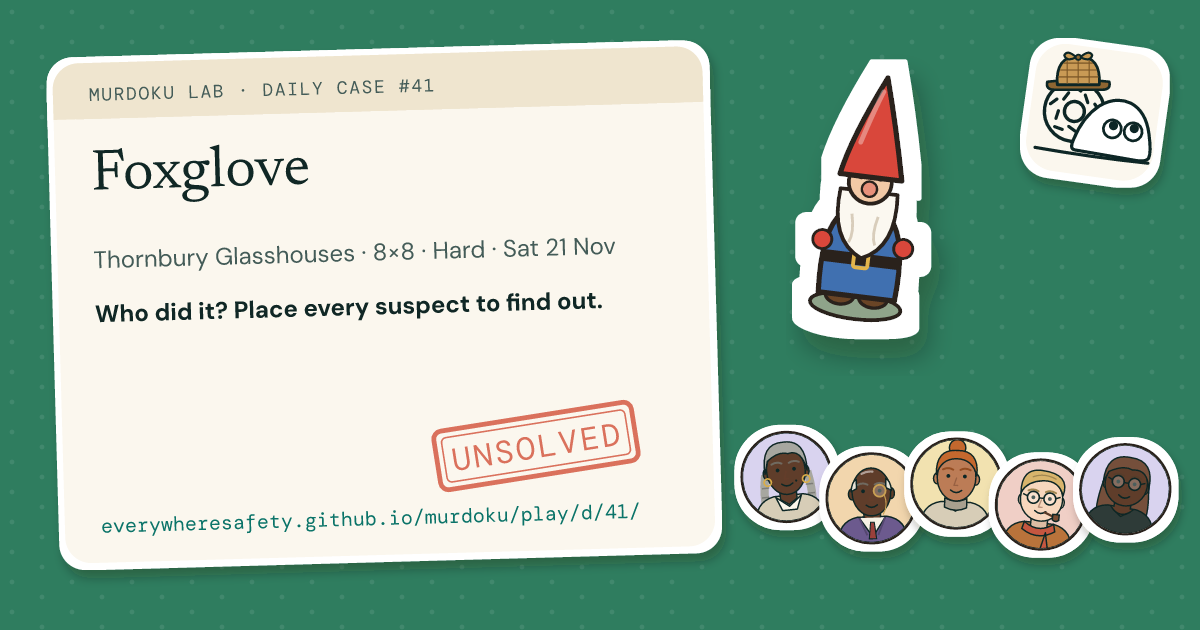 MURDOKU LAB · DAILY CASE #41
Foxglove
Thornbury Glasshouses · 8×8 · Hard · Sat 21 Nov
Who did it? Place every suspect to find out.
UNSOLVED
everywheresafety.github.io/murdoku/play/d/41/